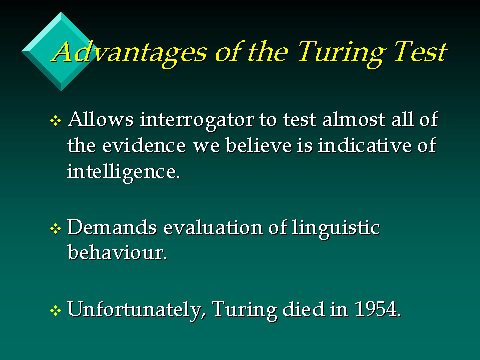 Advantages of the Turing Test
Allows interrogator to test almost all of
the evidence we believe is indicative of
intelligence.
Demands evaluation of linguistic
behaviour.
Unfortunately, Turing died in 1954.